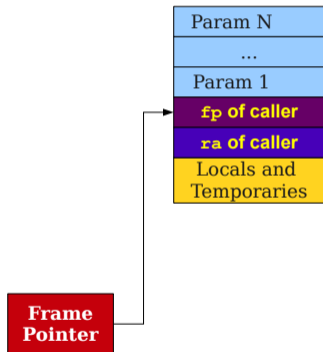 Param N
...
Param 1
fp of caller
ra of caller
Locals and
Temporaries
Frame
Pointer